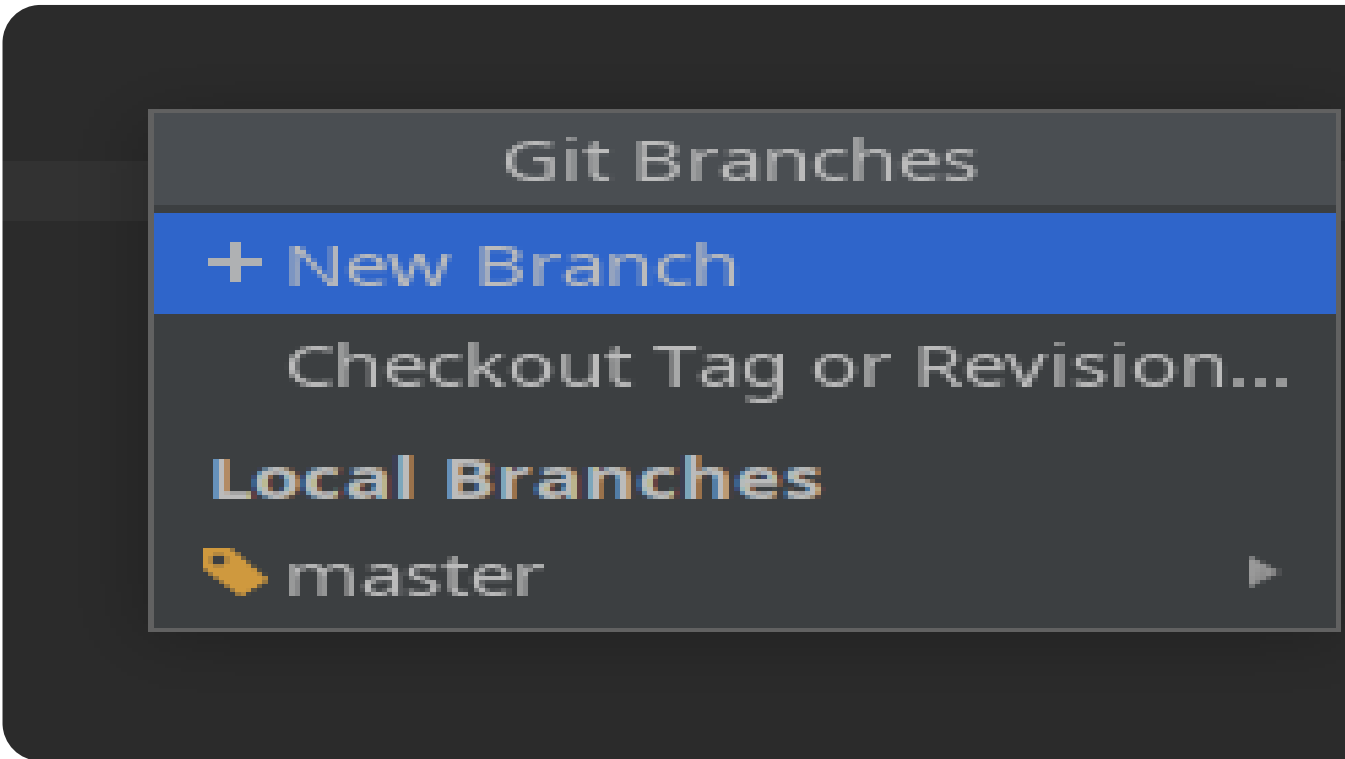 Git Branches
New Branch
Checkout Tag or Revision...
Local Branches
master